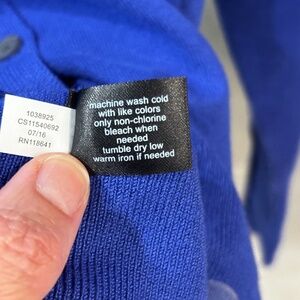 1038925
CS11540692
07/16
RN118641
machine wash cold
with like colors
only non-chlorine
bleach when
needed
tumble dry low
warm iron if needed